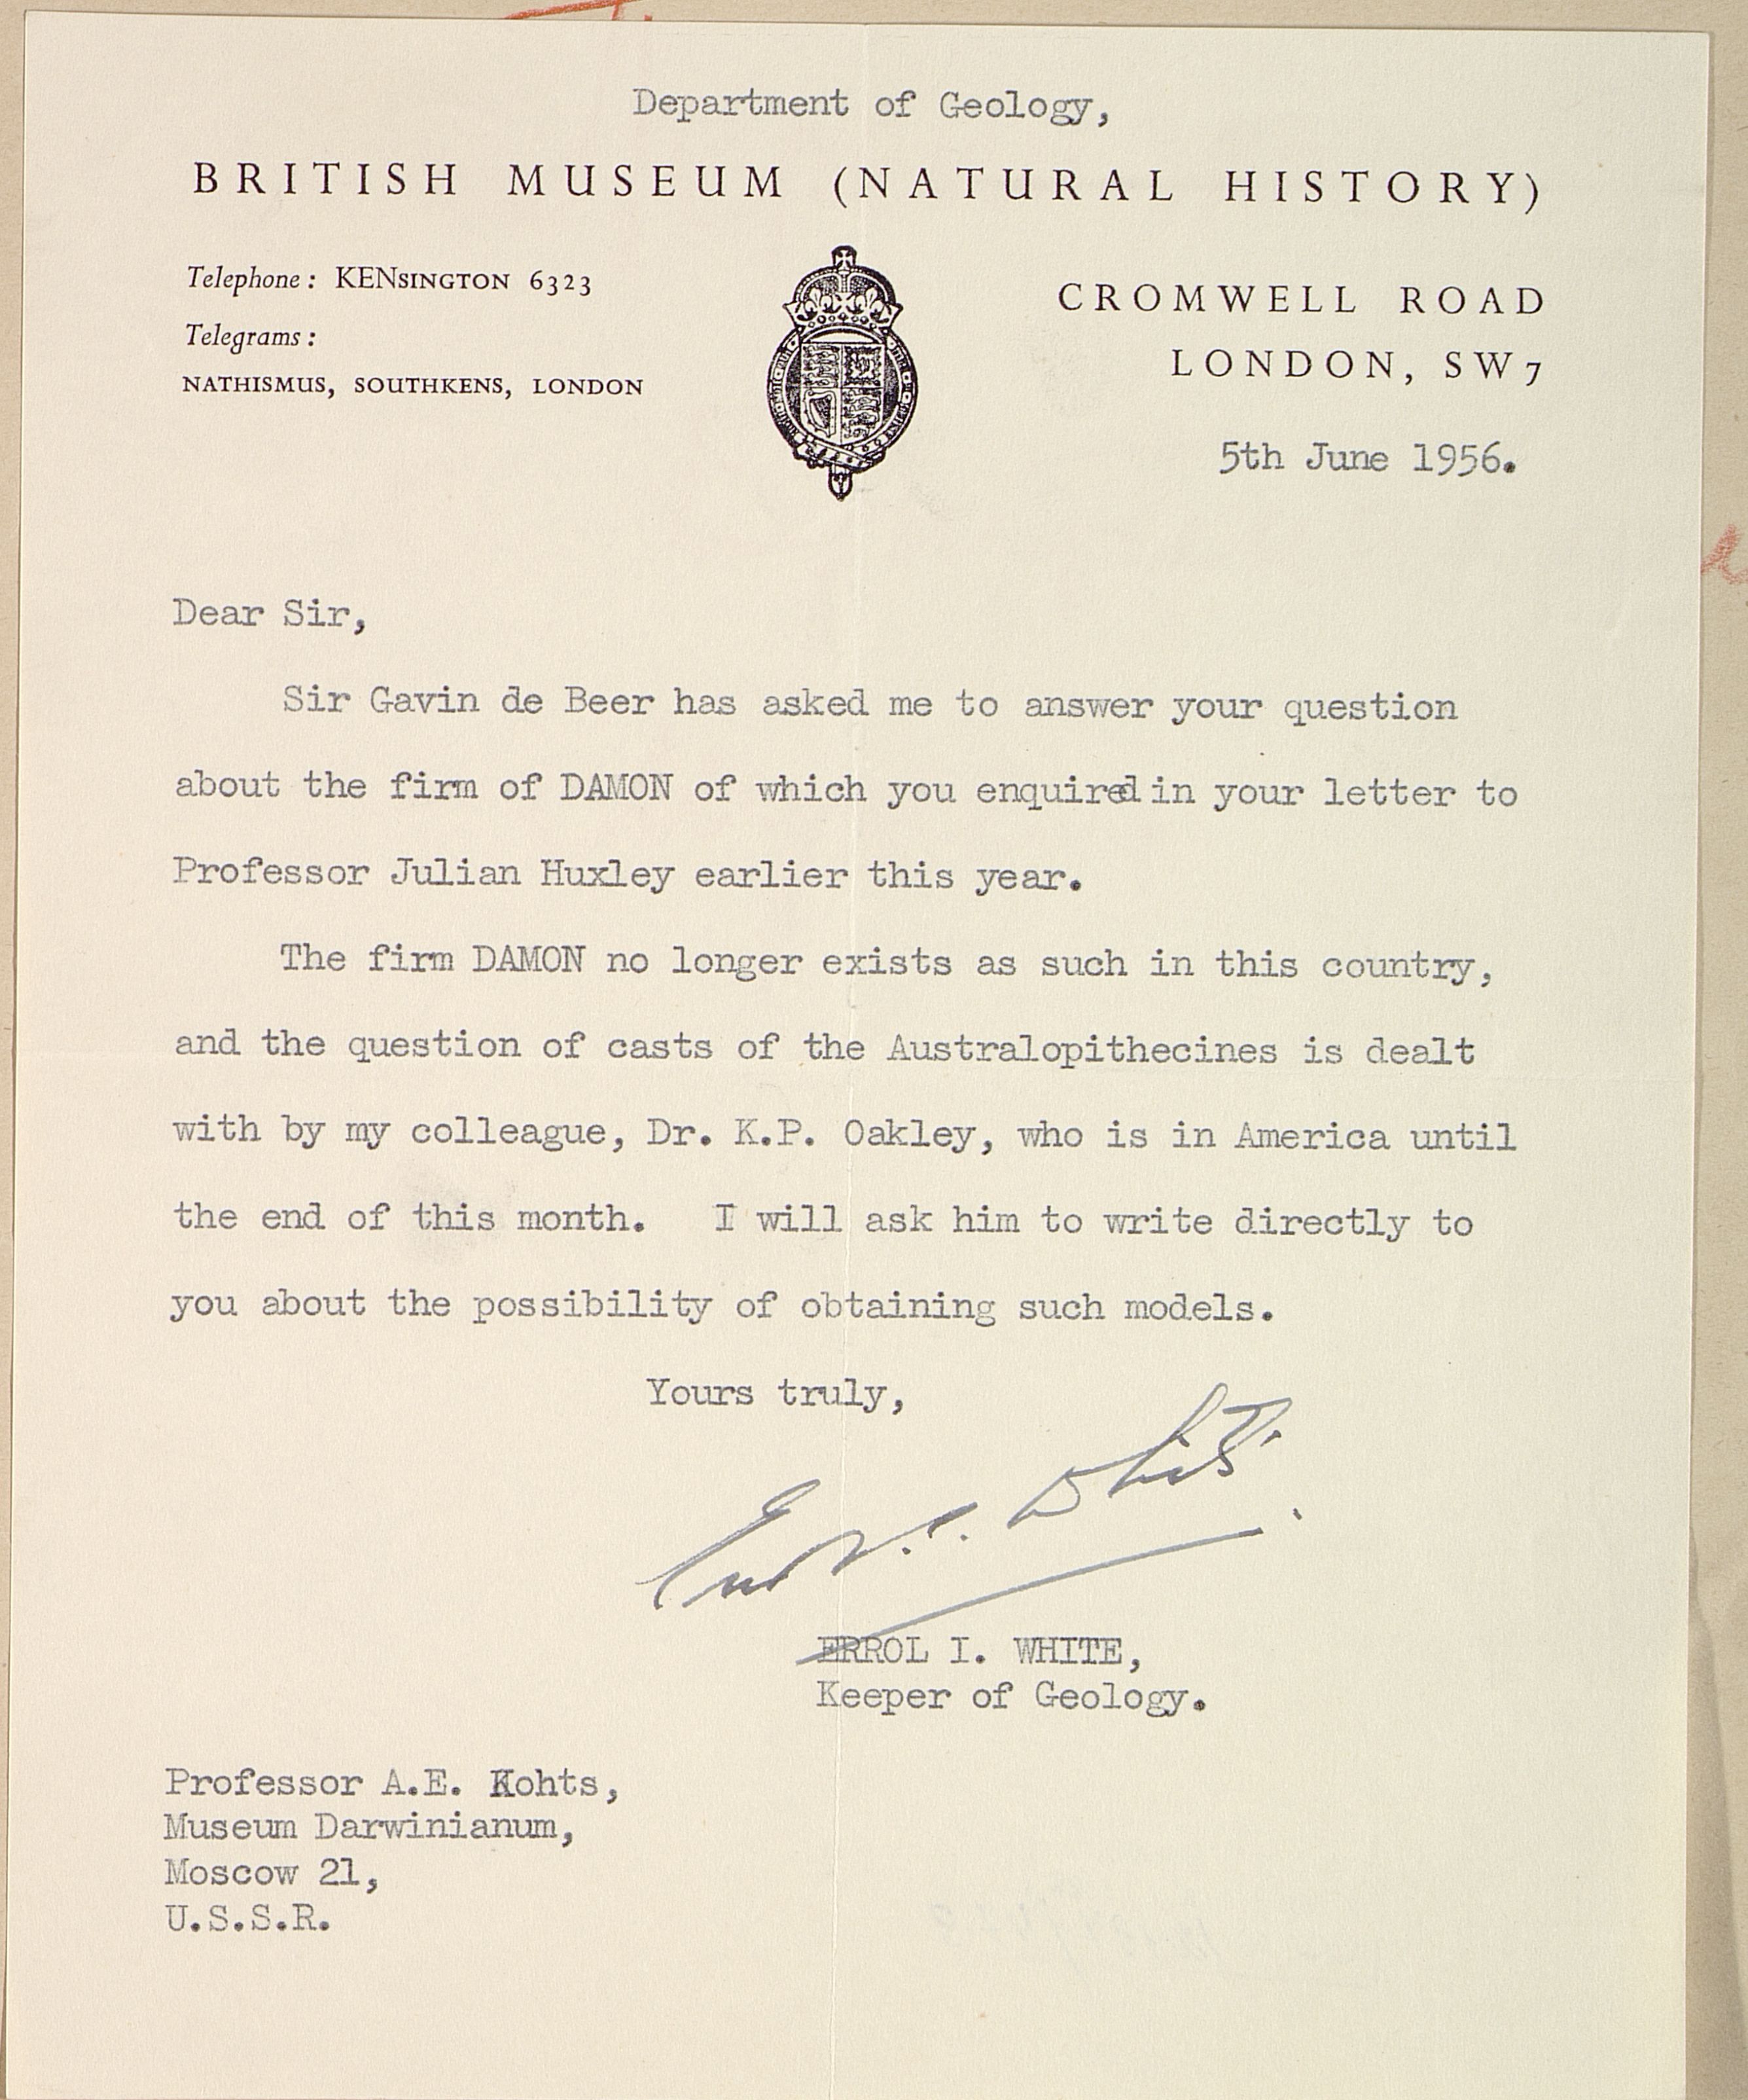 Department of Geology,
BRITISH MUSEUM (NATURAL HISTORY)
Telephone: KENSINGTON 6323
Telegrams:
NATHISMUS, SOUTHKENS, LONDON
CROMWELL ROAD
LONDON, SW7
5th June 1956.
Dear Sir,
Sir Gavin de Beer has asked me to answer your question
about the firm of DAMON of which you enquired in your letter to
Professor Julian Huxley earlier this year.
The firm DAMON no longer exists as such in this country,
and the question of casts of the Australopithecines is dealt
with by my colleague, Dr. K.P. Oakley, who is in America until
the end of this month. I will ask him to write directly to
you about the possibility of obtaining such models.
Yours truly,
Errol I. White
ERROL I. WHITE,
Keeper of Geology.
Professor A.E. Kohts,
Museum Darwinianum,
Moscow 21,
U.S.S.R.